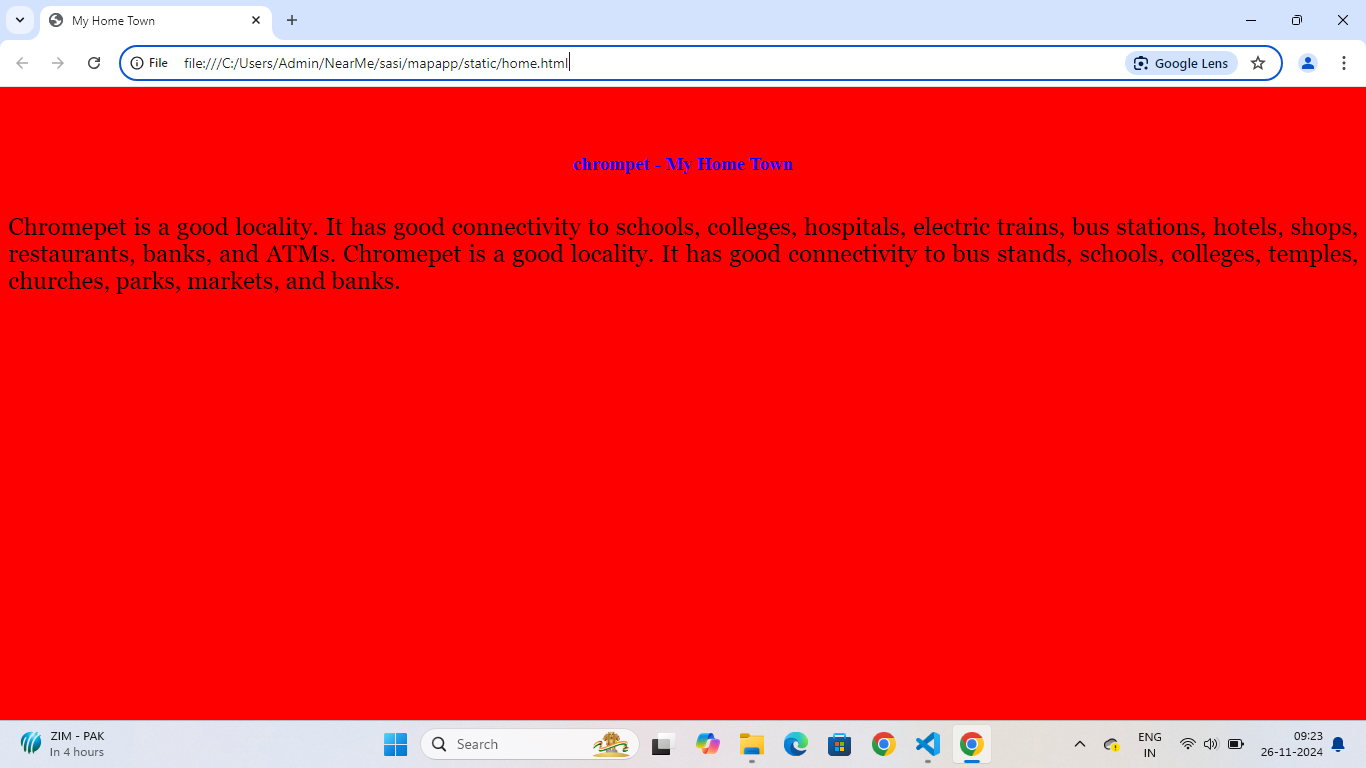 My Home Town
File
file:///C:/Users/Admin/NearMe/sasi/mapapp/static/home.html
Google Lens
chrompet - My Home Town
Chromepet is a good locality. It has good connectivity to schools, colleges, hospitals, electric trains, bus stations, hotels, shops,
restaurants, banks, and ATMs. Chromepet is a good locality. It has good connectivity to bus stands, schools, colleges, temples,
churches, parks, markets, and banks.
ZIM - PAK
In 4 hours
Search
ENG
IN
09:23
26-11-2024